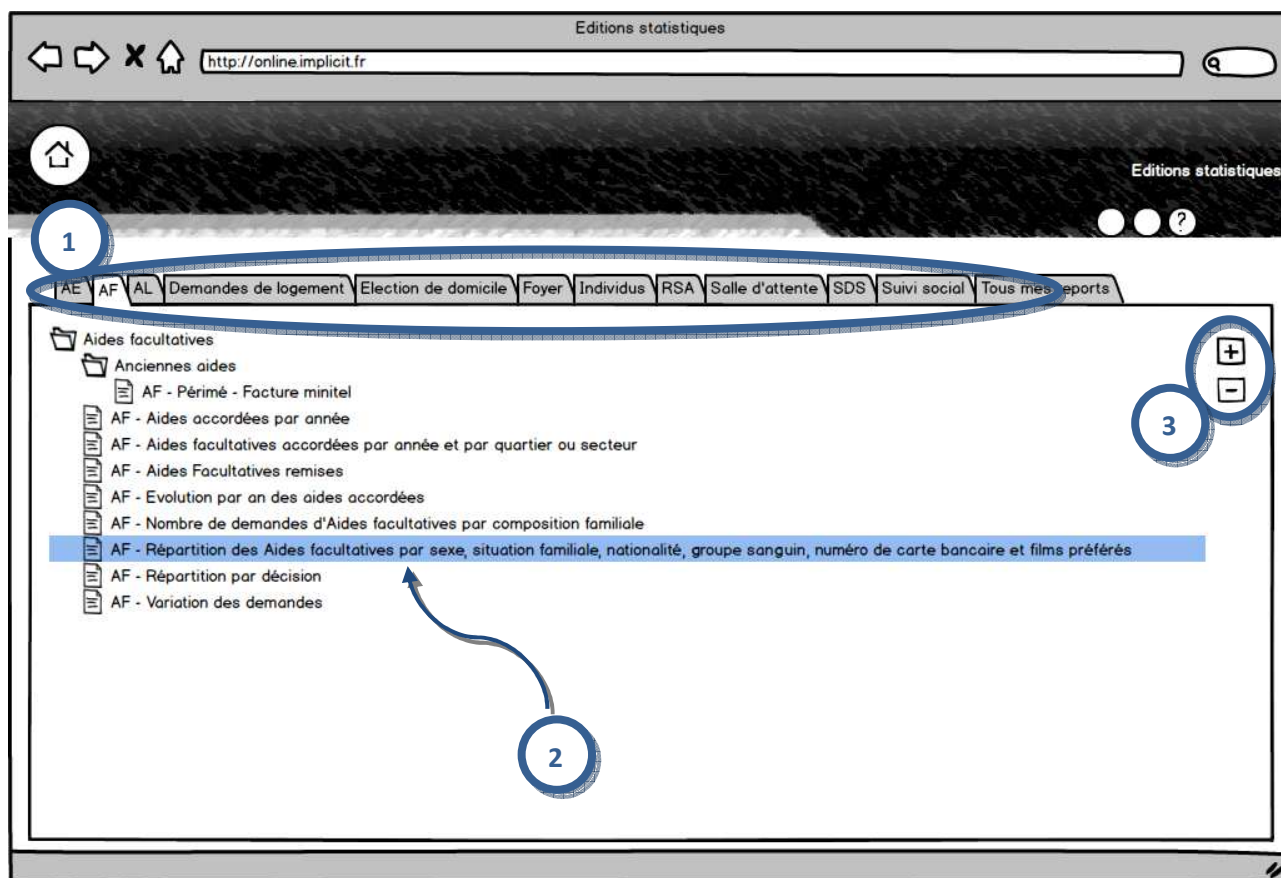 Editions statistiques
http://online.implicit.fr
Editions statistiques
?
1
AE AF AL Demandes de logement Election de domicile Foyer Individus RSA Salle d'attente SDS Suivi social Tous mes reports
Aides facultatives
Anciennes aides
AF - Périmé - Facture minitel
AF - Aides accordées par année
AF - Aides facultatives accordées par année et par quartier ou secteur
AF - Aides Facultatives remises
AF - Evolution par an des aides accordées
AF - Nombre de demandes d'Aides facultatives par composition familiale
AF - Répartition des Aides facultatives par sexe, situation familiale, nationalité, groupe sanguin, numéro de carte bancaire et films préférés
AF - Répartition par décision
AF - Variation des demandes
+
-
3
2